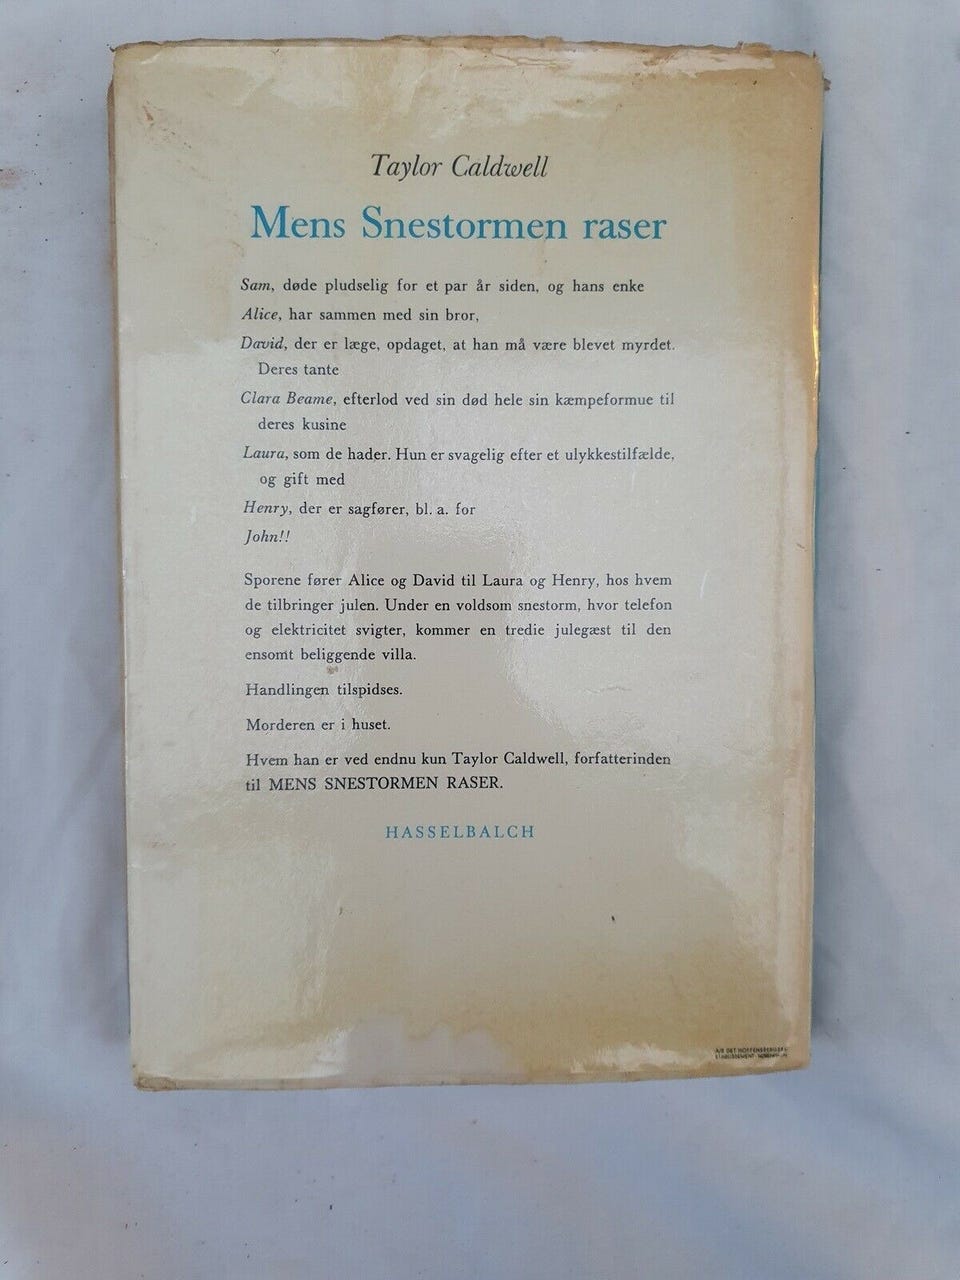 Taylor Caldwell
Mens Snestormen raser
Sam, døde pludselig for et par år siden, og hans enke
Alice, har sammen med sin bror,
David, der er læge, opdaget, at han må være blevet myrdet.
Deres tante
Clara Beame, efterlod ved sin død hele sin kæmpeformue til
deres kusine
Laura, som de hader. Hun er svagelig efter et ulykkestilfælde,
og gift med
Henry, der er sagfører, bl. a. for
John!!
Sporene fører Alice og David til Laura og Henry, hos hvem
de tilbringer julen. Under en voldsom snestorm, hvor telefon
og elektricitet svigter, kommer en tredie julegæst til den
ensomt beliggende villa.
Handlingen tilspidses.
Morderen er i huset.
Hvem han er ved endnu kun Taylor Caldwell, forfatterinden
til MENS SNESTORMEN RASER.
HASSELBALCH
A/S DET
ETABLISSEMENT